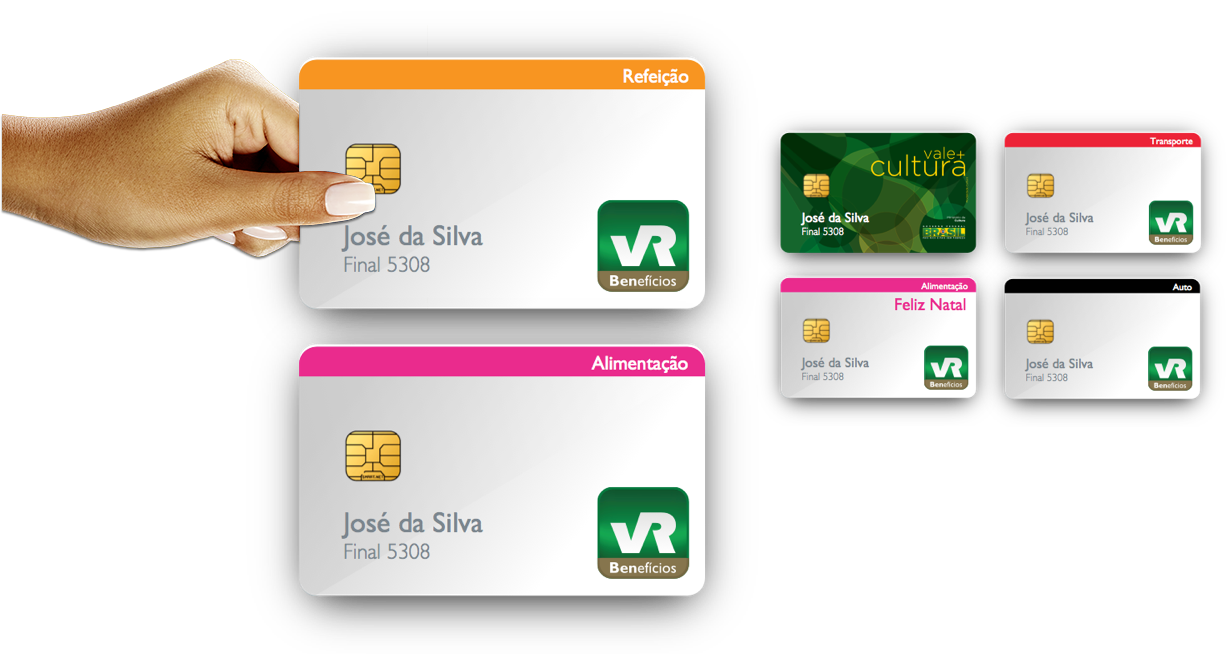 Refeição
José da Silva
Final 5308
VR
Benefícios
Alimentação
José da Silva
Final 5308
VR
Benefícios
vale+
cultura
José da Silva
Final 5308
BRASIL
Transporte
José da Silva
Final 5308
VR
Benefícios
Alimentação
Feliz Natal
José da Silva
Final 5308
VR
Benefícios
Auto
José da Silva
Final 5308
VR
Benefícios